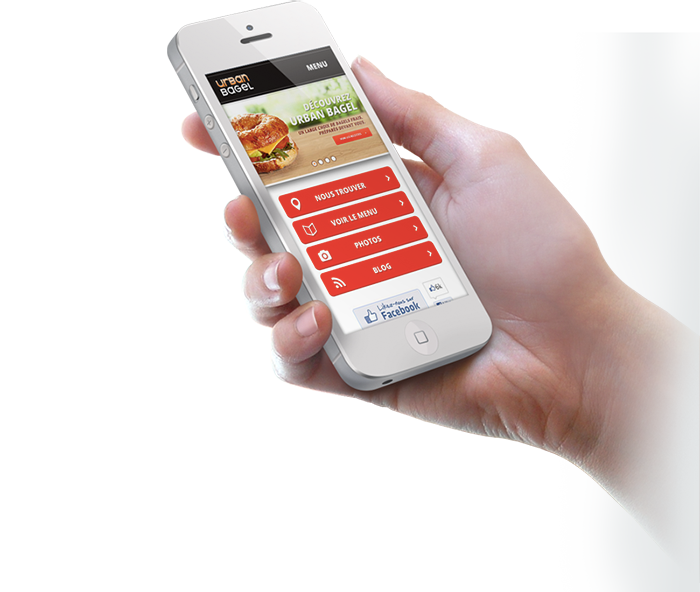 urban
BAGEL
MENU
DÉCOUVREZ
URBAN BAGEL
UN LARGE CHOIX DE BAGELS FRAIS,
PRÉPARÉS DEVANT VOUS.
NOUS TROUVER
VOIR LE MENU
PHOTOS
BLOG
Likez-nous sur
Facebook